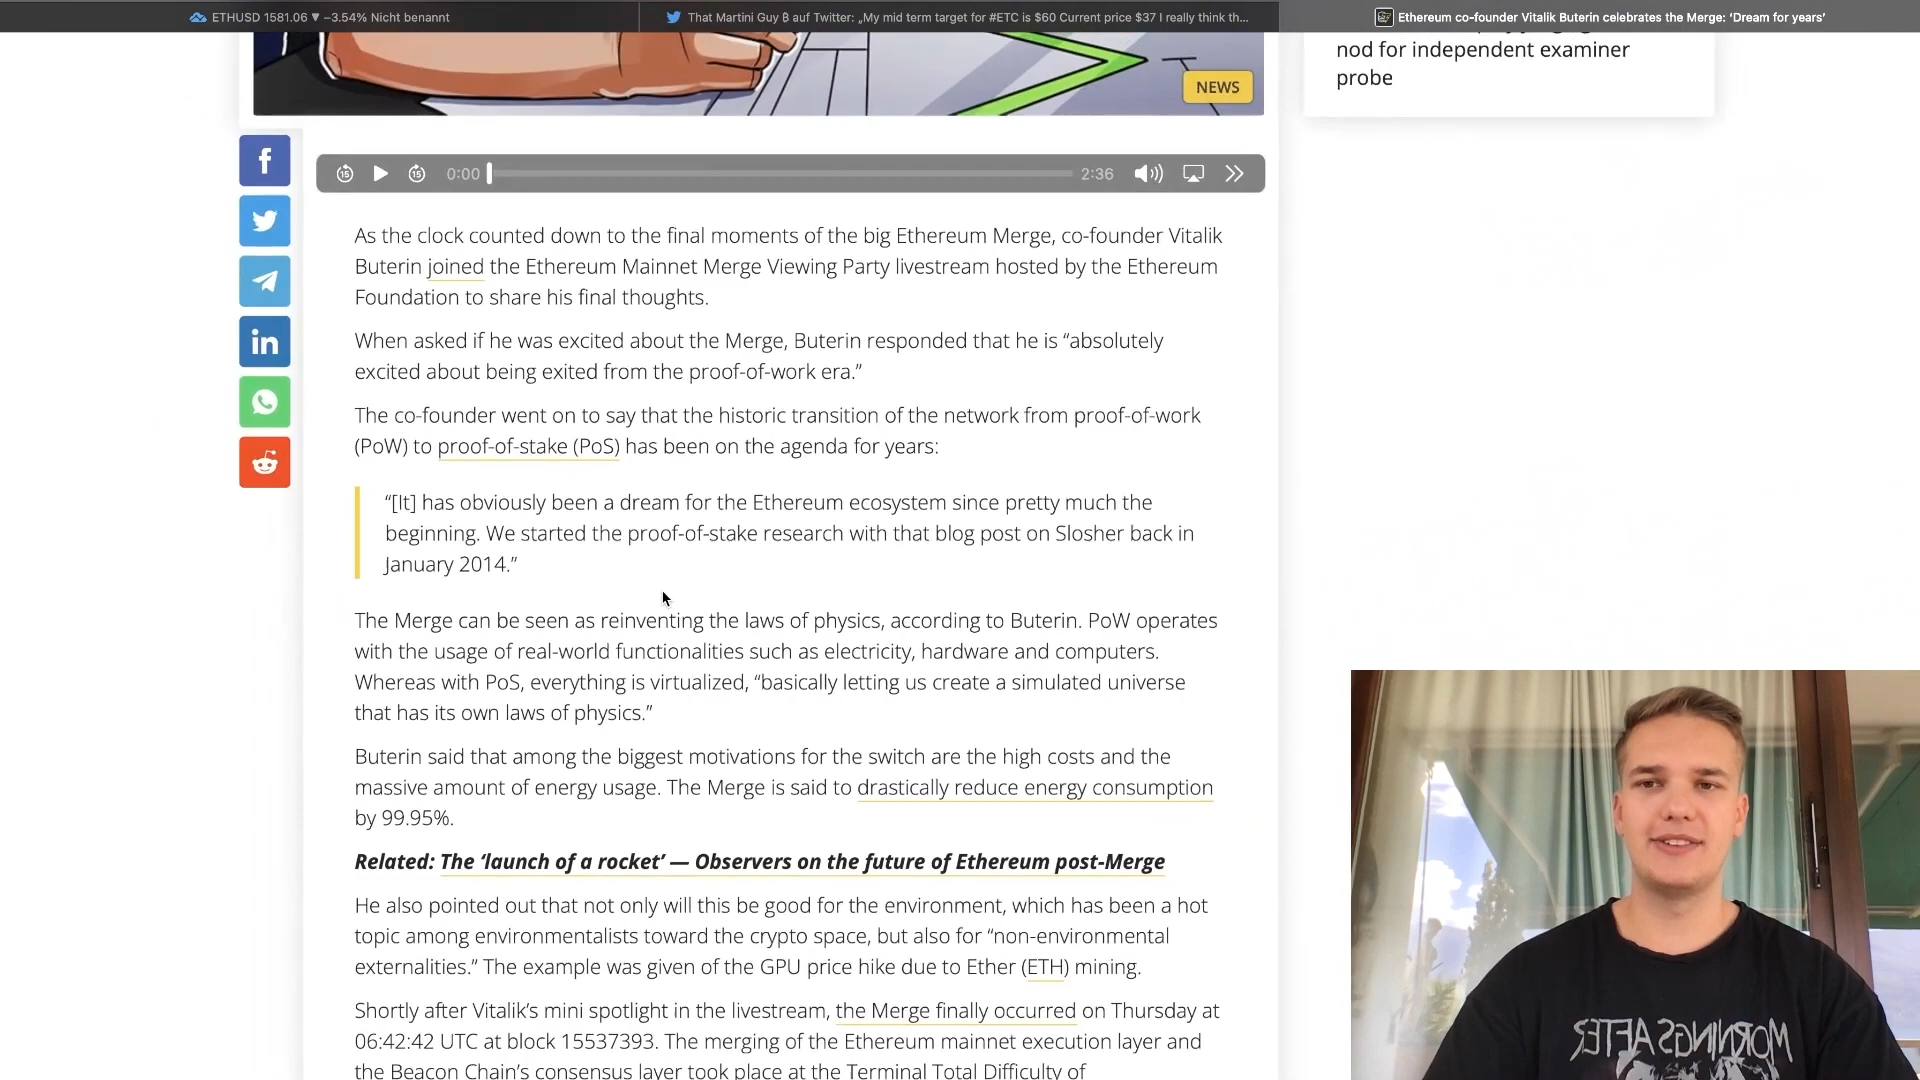 ETHUSD 1581.06 ▼ −3.54% Nicht benannt
That Martini Guy ₿ auf Twitter: „My mid term target for #ETC is $60 Current price $37 I really think th...
Ethereum co-founder Vitalik Buterin celebrates the Merge: ‘Dream for years’
nod for independent examiner
probe
NEWS
f
15
15
0:00
2:36
in
As the clock counted down to the final moments of the big Ethereum Merge, co-founder Vitalik
Buterin joined the Ethereum Mainnet Merge Viewing Party livestream hosted by the Ethereum
Foundation to share his final thoughts.
When asked if he was excited about the Merge, Buterin responded that he is “absolutely
excited about being exited from the proof-of-work era.”
The co-founder went on to say that the historic transition of the network from proof-of-work
(PoW) to proof-of-stake (PoS) has been on the agenda for years:
“[It] has obviously been a dream for the Ethereum ecosystem since pretty much the
beginning. We started the proof-of-stake research with that blog post on Slosher back in
January 2014.”
The Merge can be seen as reinventing the laws of physics, according to Buterin. PoW operates
with the usage of real-world functionalities such as electricity, hardware and computers.
Whereas with PoS, everything is virtualized, “basically letting us create a simulated universe
that has its own laws of physics.”
Buterin said that among the biggest motivations for the switch are the high costs and the
massive amount of energy usage. The Merge is said to drastically reduce energy consumption
by 99.95%.
Related: The ‘launch of a rocket’ — Observers on the future of Ethereum post-Merge
He also pointed out that not only will this be good for the environment, which has been a hot
topic among environmentalists toward the crypto space, but also for “non-environmental
externalities.” The example was given of the GPU price hike due to Ether (ETH) mining.
Shortly after Vitalik’s mini spotlight in the livestream, the Merge finally occurred on Thursday at
06:42:42 UTC at block 15537393. The merging of the Ethereum mainnet execution layer and
the Beacon Chain’s consensus layer took place at the Terminal Total Difficulty of
MORNINGS AFTER